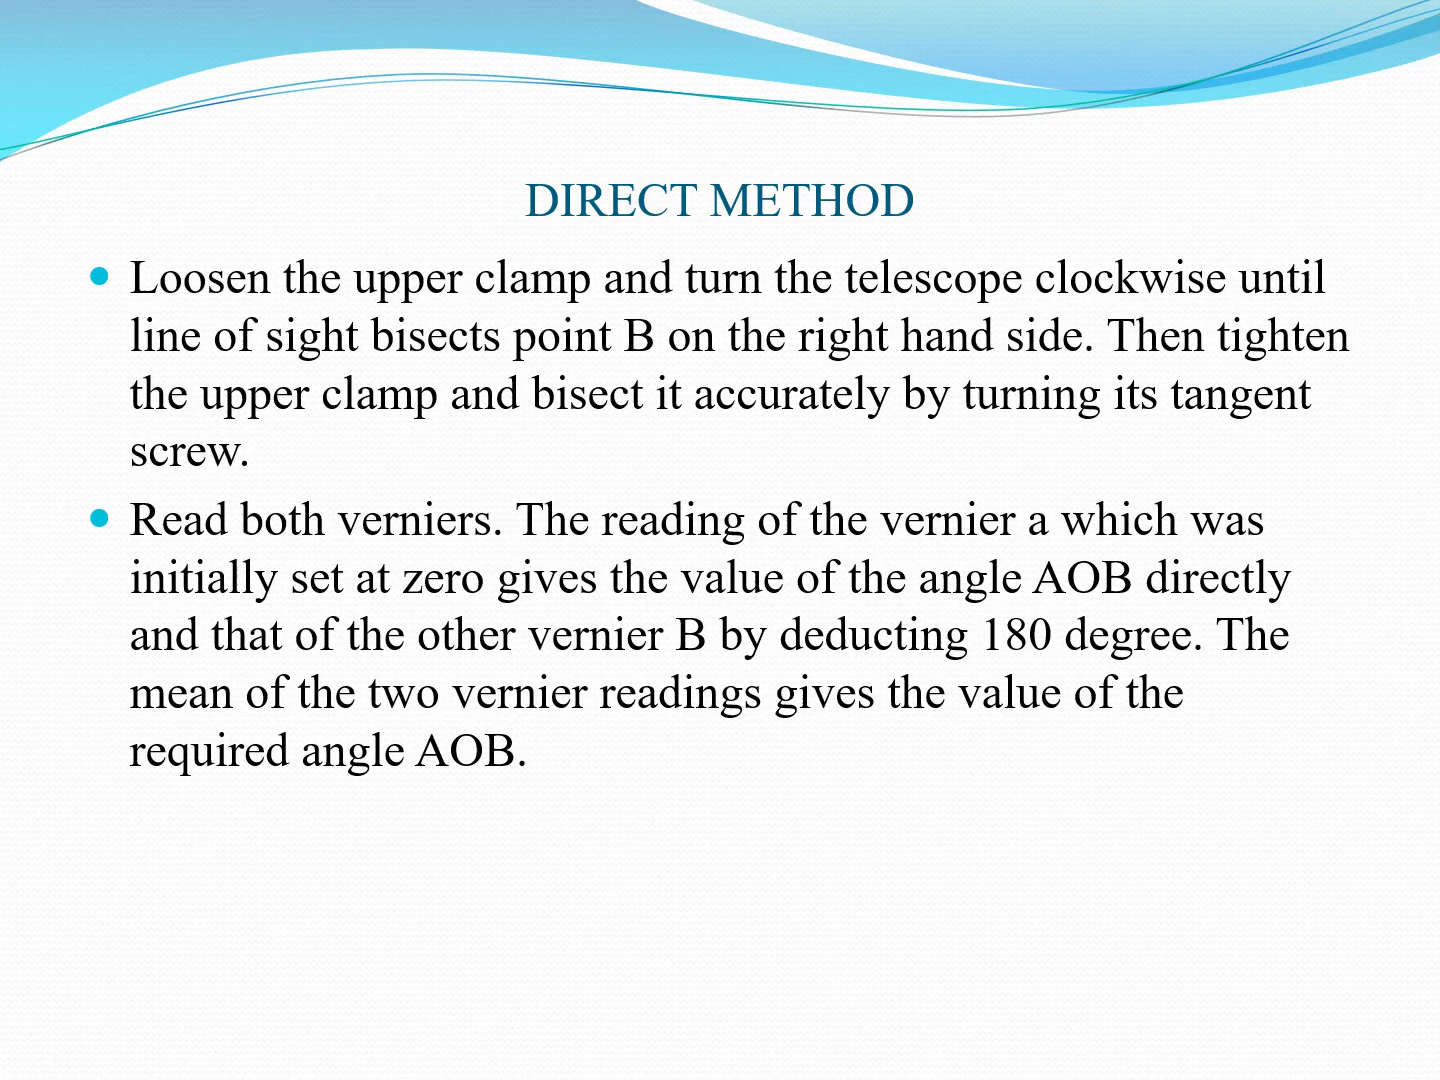 DIRECT METHOD
• Loosen the upper clamp and turn the telescope clockwise until
line of sight bisects point B on the right hand side. Then tighten
the upper clamp and bisect it accurately by turning its tangent
screw.
• Read both verniers. The reading of the vernier a which was
initially set at zero gives the value of the angle AOB directly
and that of the other vernier B by deducting 180 degree. The
mean of the two vernier readings gives the value of the
required angle AOB.